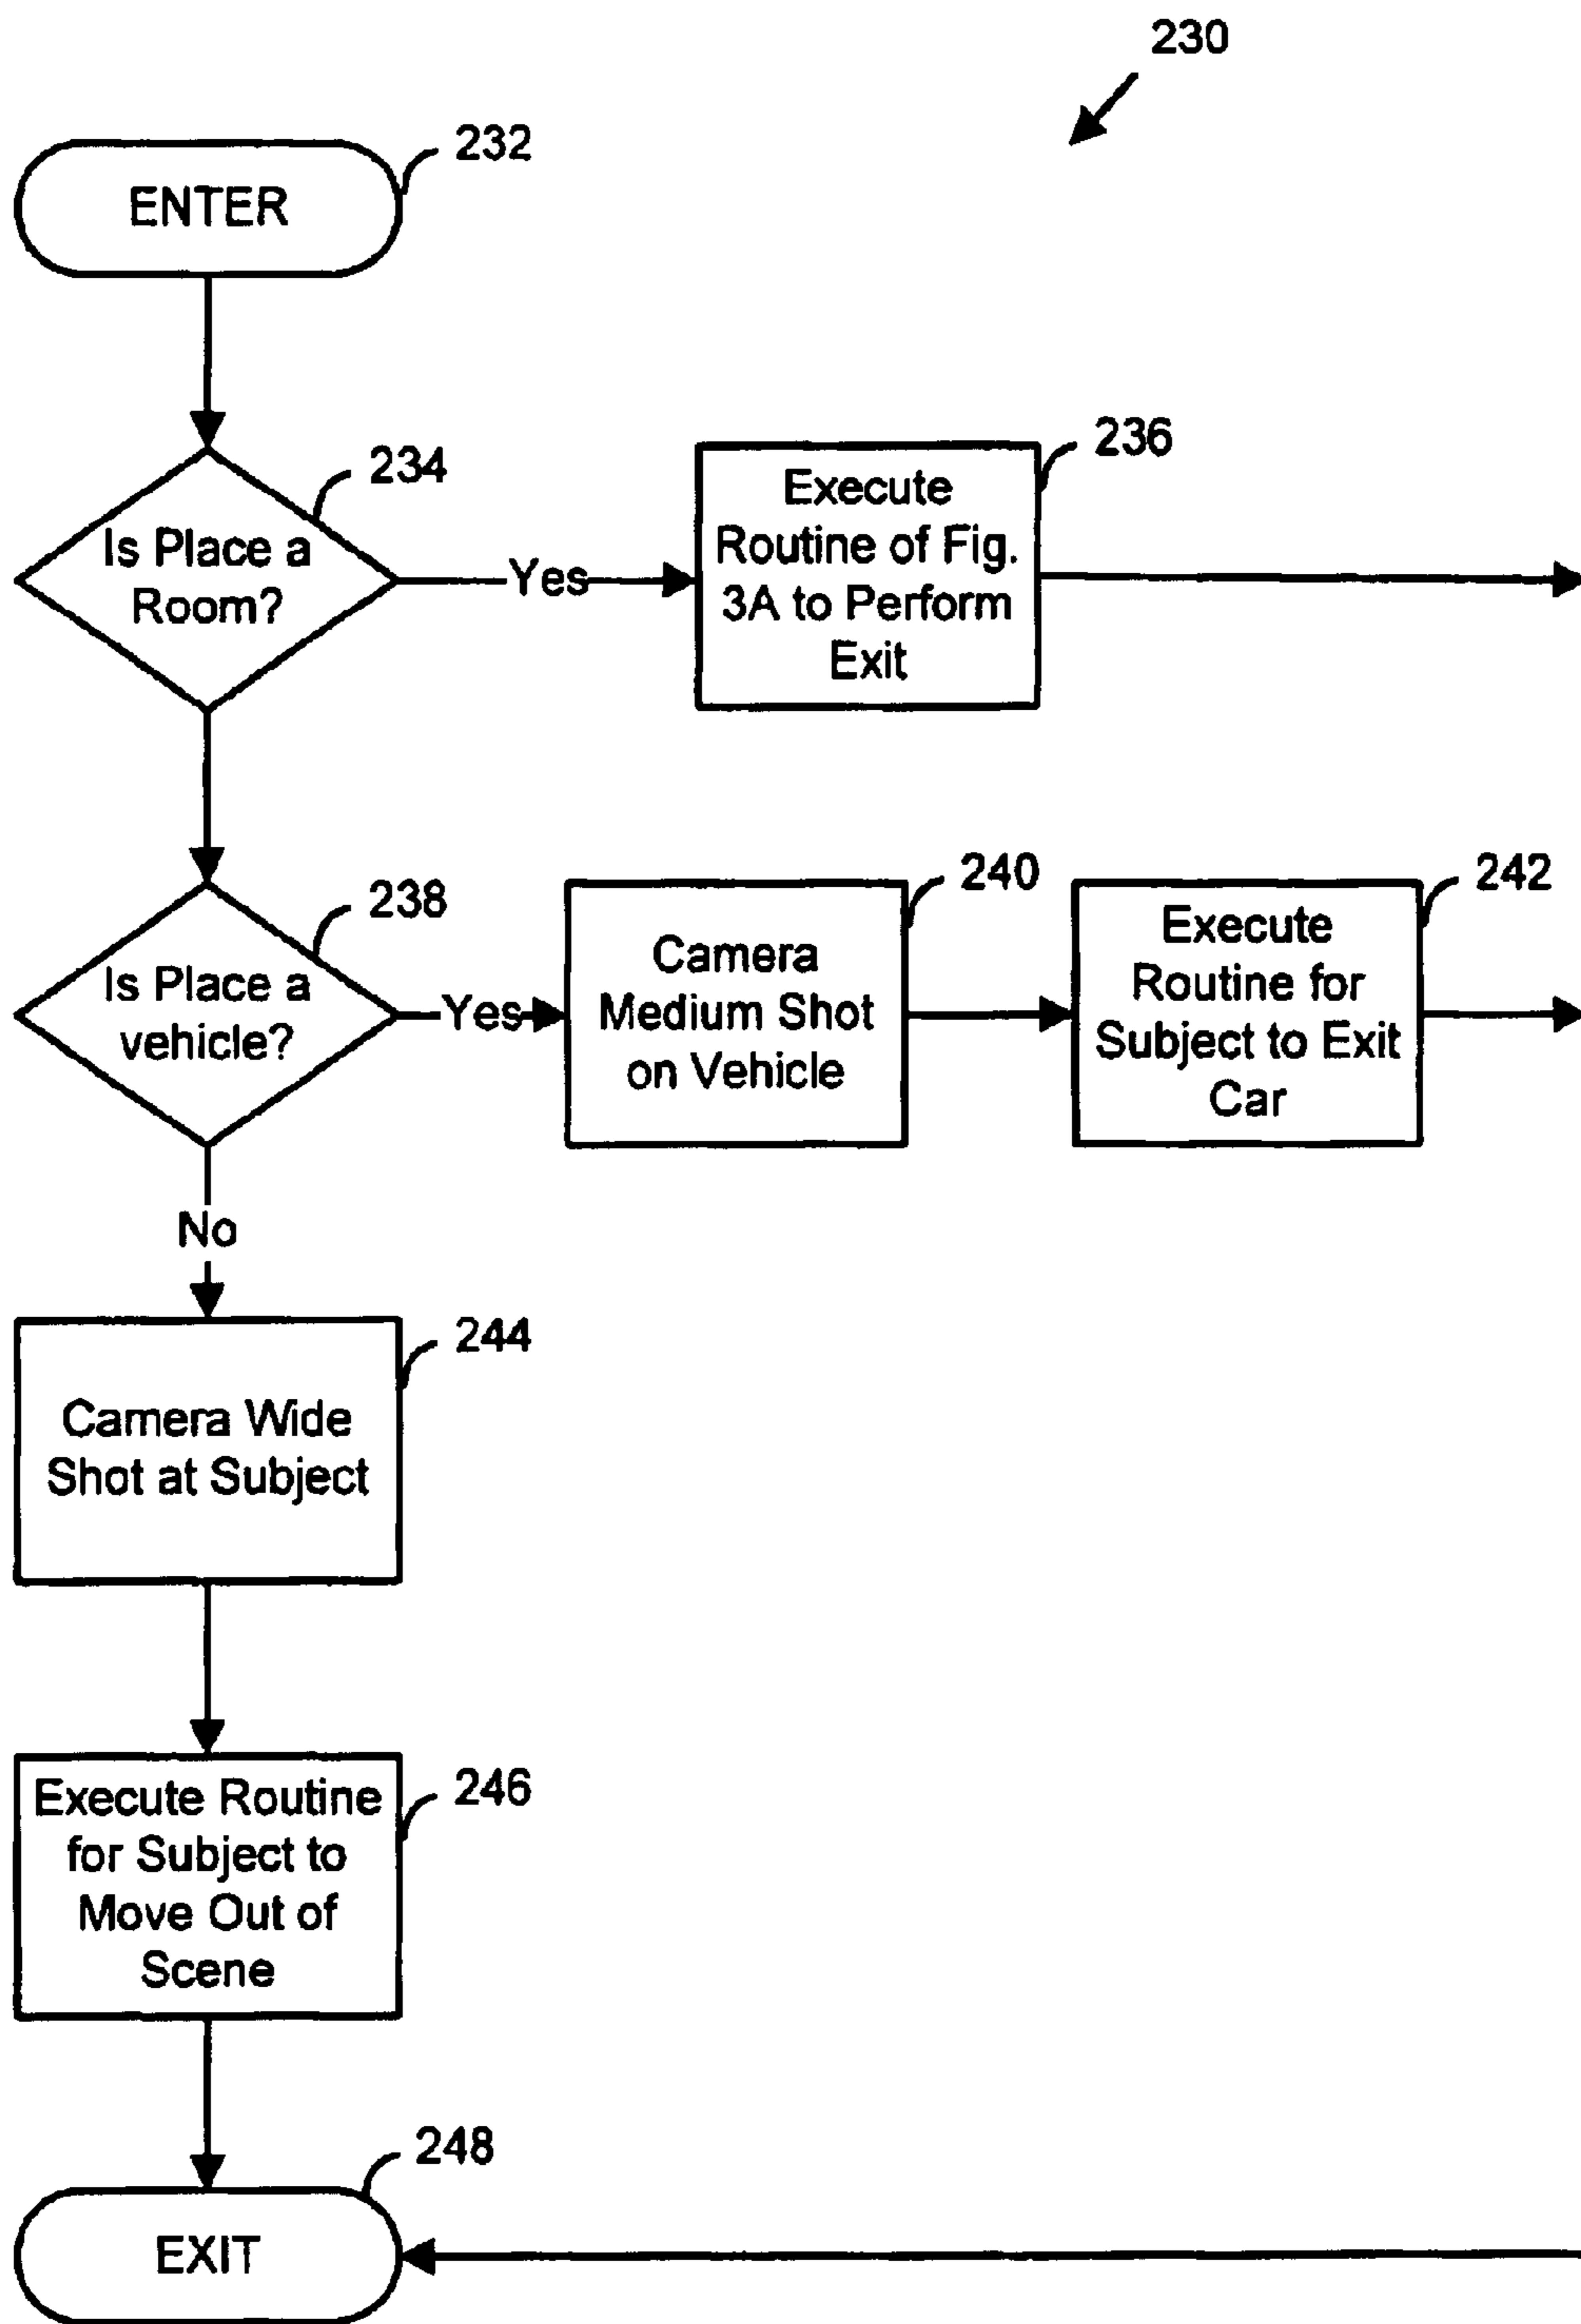 230
232
ENTER
234
Is Place a
Room?
Yes
236
Execute
Routine of Fig.
3A to Perform
Exit
238
Is Place a
vehicle?
Yes
240
Camera
Medium Shot
on Vehicle
242
Execute
Routine for
Subject to Exit
Car
No
244
Camera Wide
Shot at Subject
246
Execute Routine
for Subject to
Move Out of
Scene
248
EXIT